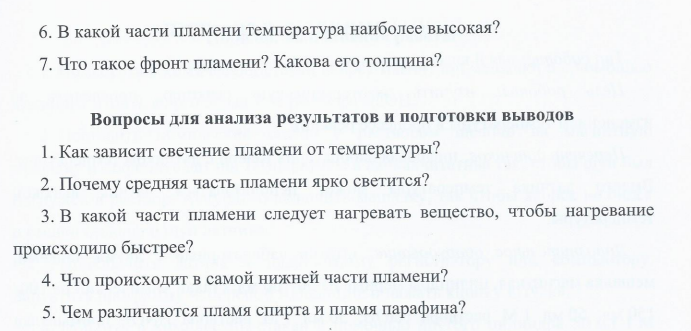 6. В какой части пламени температура наиболее высокая?
7. Что такое фронт пламени? Какова его толщина?
Вопросы для анализа результатов и подготовки выводов
1. Как зависит свечение пламени от температуры?
2. Почему средняя часть пламени ярко светится?
3. В какой части пламени следует нагревать вещество, чтобы нагревание
происходило быстрее?
4. Что происходит в самой нижней части пламени?
5. Чем различаются пламя спирта и пламя парафина?